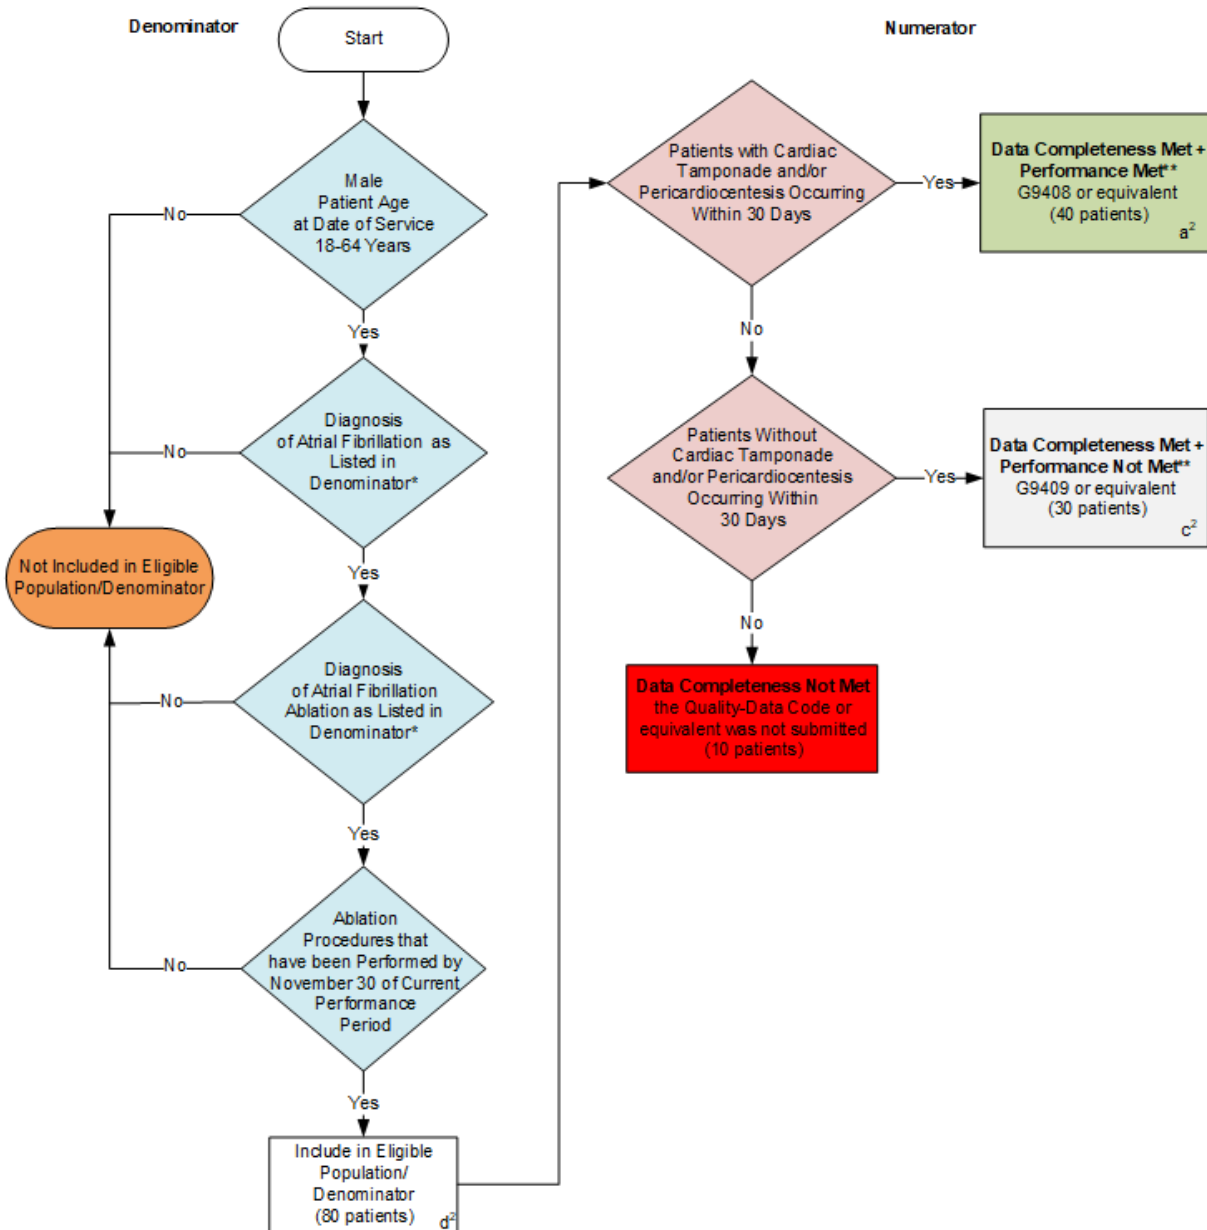 Denominator
Start
Male
Patient Age
at Date of Service
18-64 Years
No
Yes
Diagnosis
of Atrial Fibrillation as
Listed in
Denominator*
No
Yes
Not Included in Eligible
Population/Denominator
Diagnosis
of Atrial Fibrillation
Ablation as Listed in
Denominator*
No
Yes
Ablation
Procedures that
have been Performed by
November 30 of Current
Performance
Period
No
Yes
Include in Eligible
Population/
Denominator
(80 patients)
d²
Numerator
Patients with Cardiac
Tamponade and/or
Pericardiocentesis Occurring
Within 30 Days
Yes
Data Completeness Met +
Performance Met**
G9408 or equivalent
(40 patients)
a²
No
Patients Without
Cardiac Tamponade
and/or Pericardiocentesis
Occurring Within
30 Days
Yes
Data Completeness Met +
Performance Not Met**
G9409 or equivalent
(30 patients)
c²
No
Data Completeness Not Met
the Quality-Data Code or
equivalent was not submitted
(10 patients)